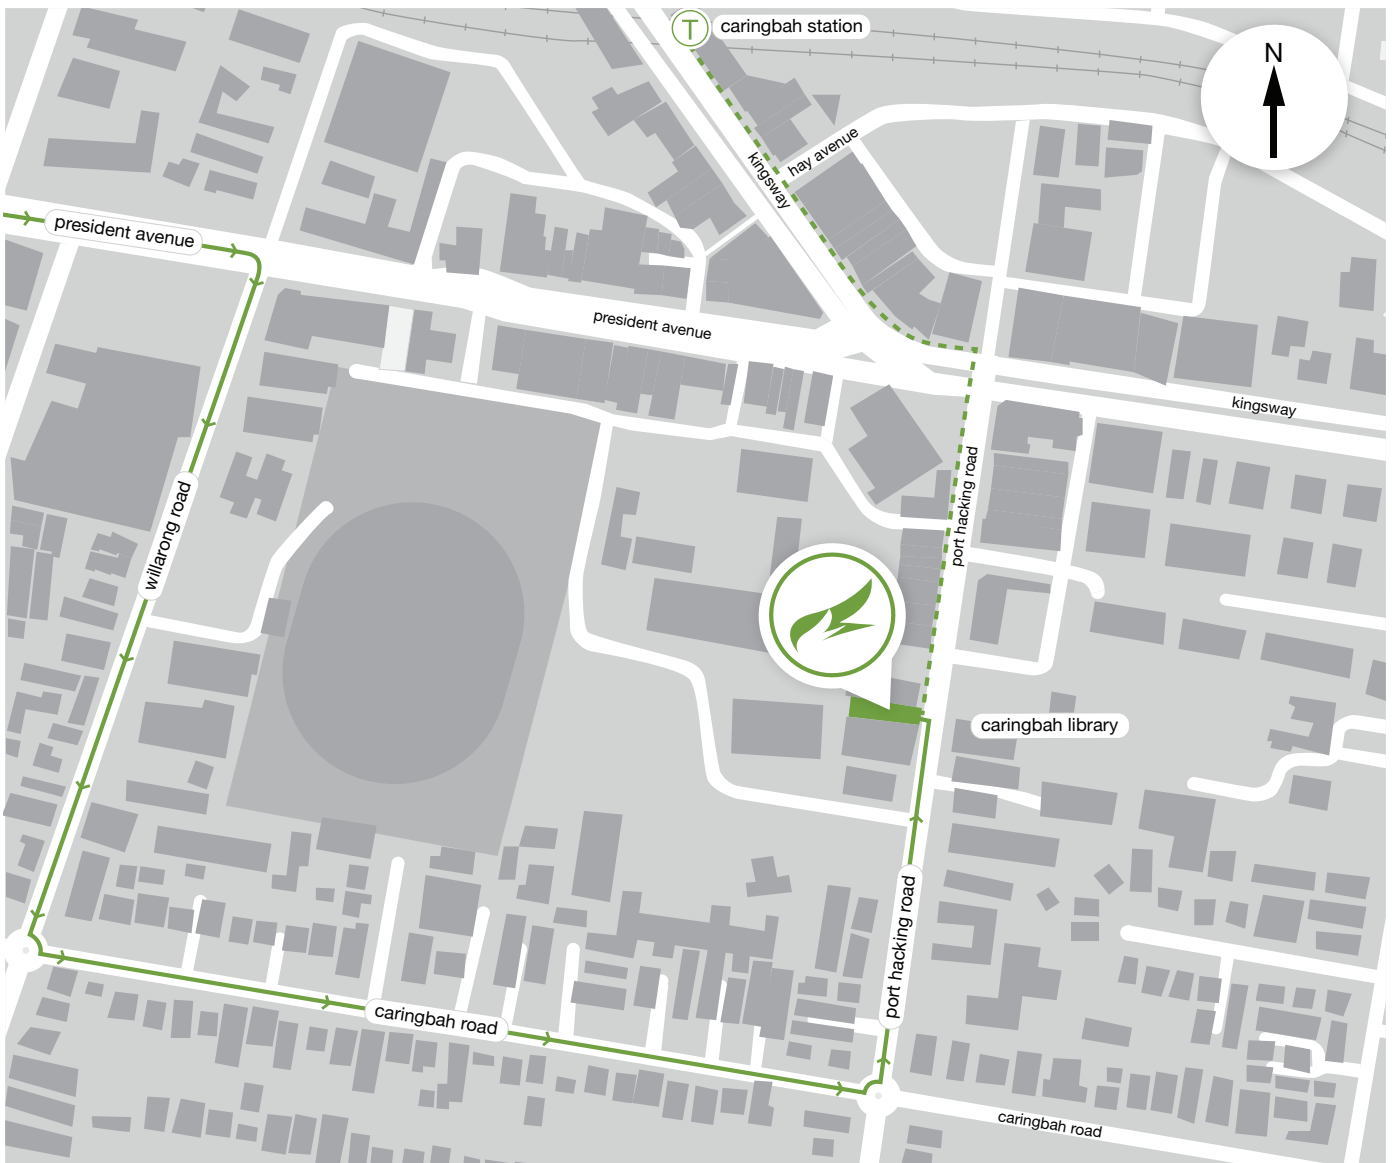 T
caringbah station
N
hay avenue
kingsway
president avenue
president avenue
kingsway
port hacking road
willarong road
caringbah library
port hacking road
caringbah road
caringbah road